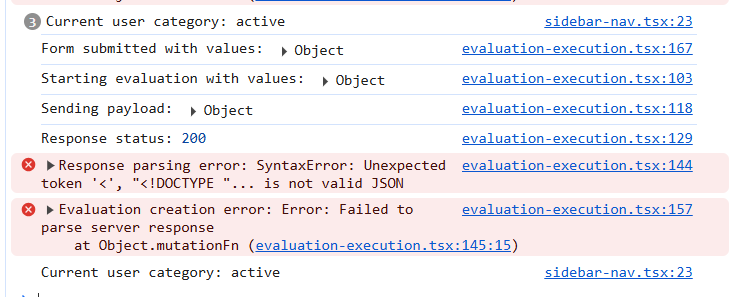 3 Current user category: active sidebar-nav.tsx:23
Form submitted with values: ▶ Object evaluation-execution.tsx:167
Starting evaluation with values: ▶ Object evaluation-execution.tsx:103
Sending payload: ▶ Object evaluation-execution.tsx:118
Response status: 200 evaluation-execution.tsx:129
▶ Response parsing error: SyntaxError: Unexpected evaluation-execution.tsx:144
token '<', "<!DOCTYPE "... is not valid JSON
▶ Evaluation creation error: Error: Failed to evaluation-execution.tsx:157
parse server response
at Object.mutationFn (evaluation-execution.tsx:145:15)
Current user category: active sidebar-nav.tsx:23